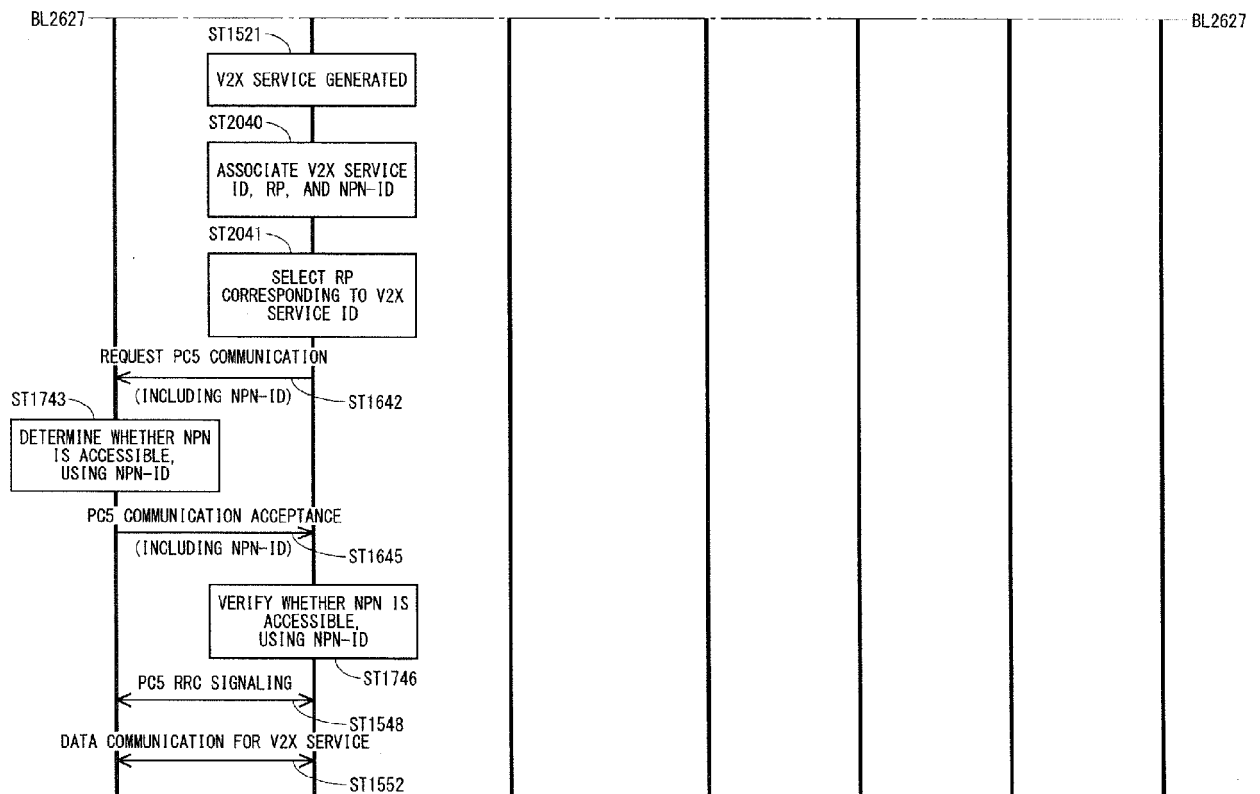 BL2627
BL2627
ST1521
V2X SERVICE GENERATED
ST2040
ASSOCIATE V2X SERVICE
ID, RP, AND NPN-ID
ST2041
SELECT RP
CORRESPONDING TO V2X
SERVICE ID
REQUEST PC5 COMMUNICATION
(INCLUDING NPN-ID)
ST1642
ST1743
DETERMINE WHETHER NPN
IS ACCESSIBLE,
USING NPN-ID
PC5 COMMUNICATION ACCEPTANCE
(INCLUDING NPN-ID)
ST1645
VERIFY WHETHER NPN IS
ACCESSIBLE,
USING NPN-ID
ST1746
PC5 RRC SIGNALING
ST1548
DATA COMMUNICATION FOR V2X SERVICE
ST1552